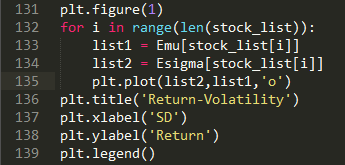 131 plt.figure(1)
132 for i in range(len(stock_list)):
133     list1 = Emu[stock_list[i]]
134     list2 = Esigma[stock_list[i]]
135     plt.plot(list2,list1,'o')
136 plt.title('Return-Volatility')
137 plt.xlabel('SD')
138 plt.ylabel('Return')
139 plt.legend()